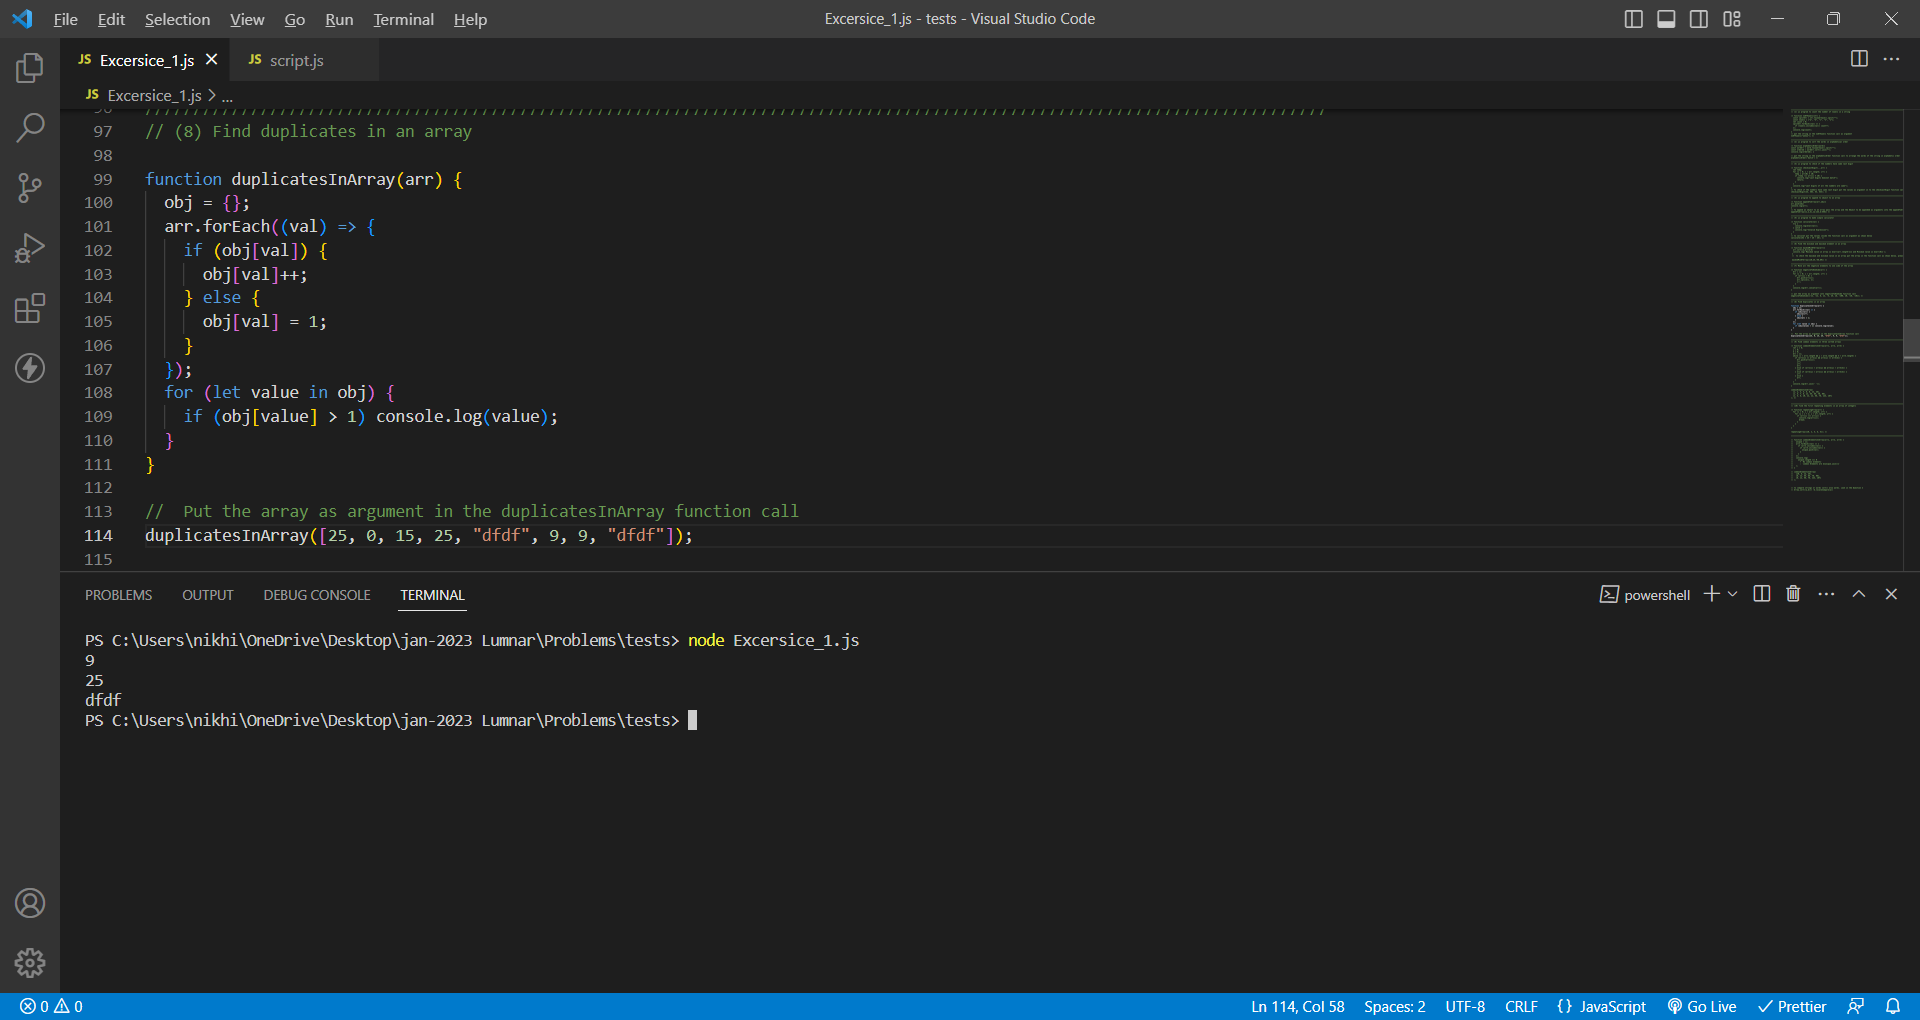 File Edit Selection View Go Run Terminal Help Excersice_1.js - tests - Visual Studio Code
JS Excersice_1.js JS script.js
JS Excersice_1.js > ...
96 ///////////////////////////////////////////////////////////////////////////////////////////////////////////////////////////
97 // (8) Find duplicates in an array
98
99 function duplicatesInArray(arr) {
100 obj = {};
101 arr.forEach((val) => {
102 if (obj[val]) {
103 obj[val]++;
104 } else {
105 obj[val] = 1;
106 }
107 });
108 for (let value in obj) {
109 if (obj[value] > 1) console.log(value);
110 }
111 }
112
113 //  Put the array as argument in the duplicatesInArray function call
114 duplicatesInArray([25, 0, 15, 25, "dfdf", 9, 9, "dfdf"]);
115
PROBLEMS OUTPUT DEBUG CONSOLE TERMINAL powershell
PS C:\Users\nikhi\OneDrive\Desktop\jan-2023 Lumnar\Problems\tests> node Excersice_1.js
9
25
dfdf
PS C:\Users\nikhi\OneDrive\Desktop\jan-2023 Lumnar\Problems\tests>
0 0 Ln 114, Col 58 Spaces: 2 UTF-8 CRLF {} JavaScript Go Live Prettier